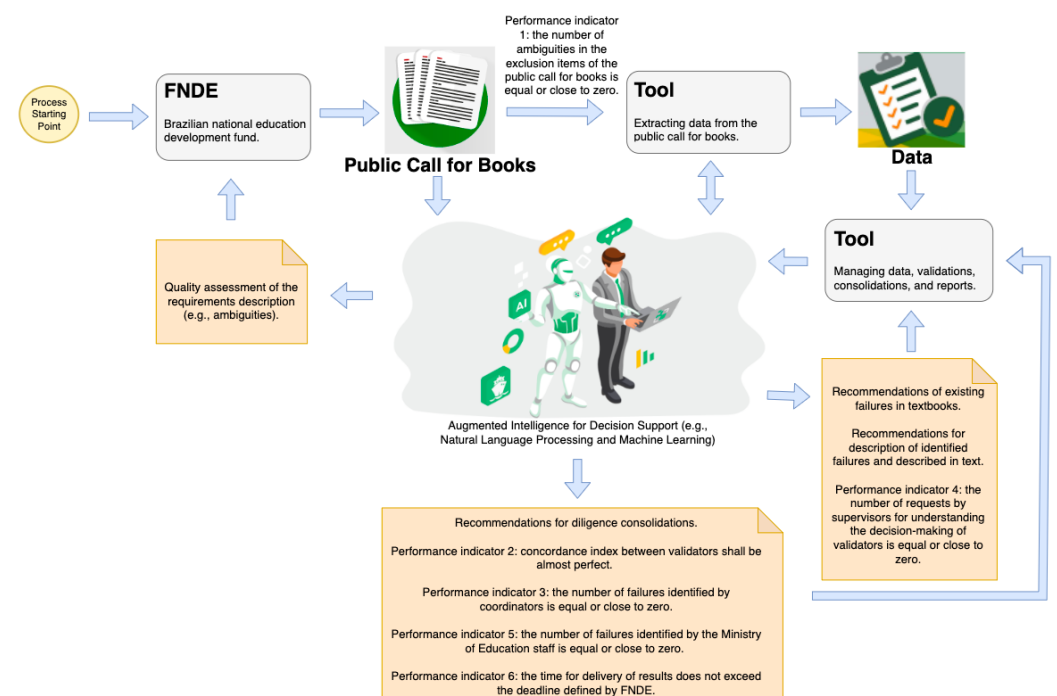 Process
Starting
Point
FNDE
Brazilian national education
development fund.
Public Call for Books
Performance indicator
1: the number of
ambiguities in the
exclusion items of the
public call for books is
equal or close to zero.
Tool
Extracting data from the
public call for books.
Data
Tool
Managing data, validations,
consolidations, and reports.
Quality assessment of the
requirements description
(e.g., ambiguities).
AI
Augmented Intelligence for Decision Support (e.g.,
Natural Language Processing and Machine Learning)
Recommendations of existing
failures in textbooks.
Recommendations for
description of identified
failures and described in text.
Performance indicator 4: the
number of requests by
supervisors for understanding
the decision-making of
validators is equal or close to
zero.
Recommendations for diligence consolidations.
Performance indicator 2: concordance index between validators shall be
almost perfect.
Performance indicator 3: the number of failures identified by
coordinators is equal or close to zero.
Performance indicator 5: the number of failures identified by the Ministry
of Education staff is equal or close to zero.
Performance indicator 6: the time for delivery of results does not exceed
the deadline defined by FNDE.